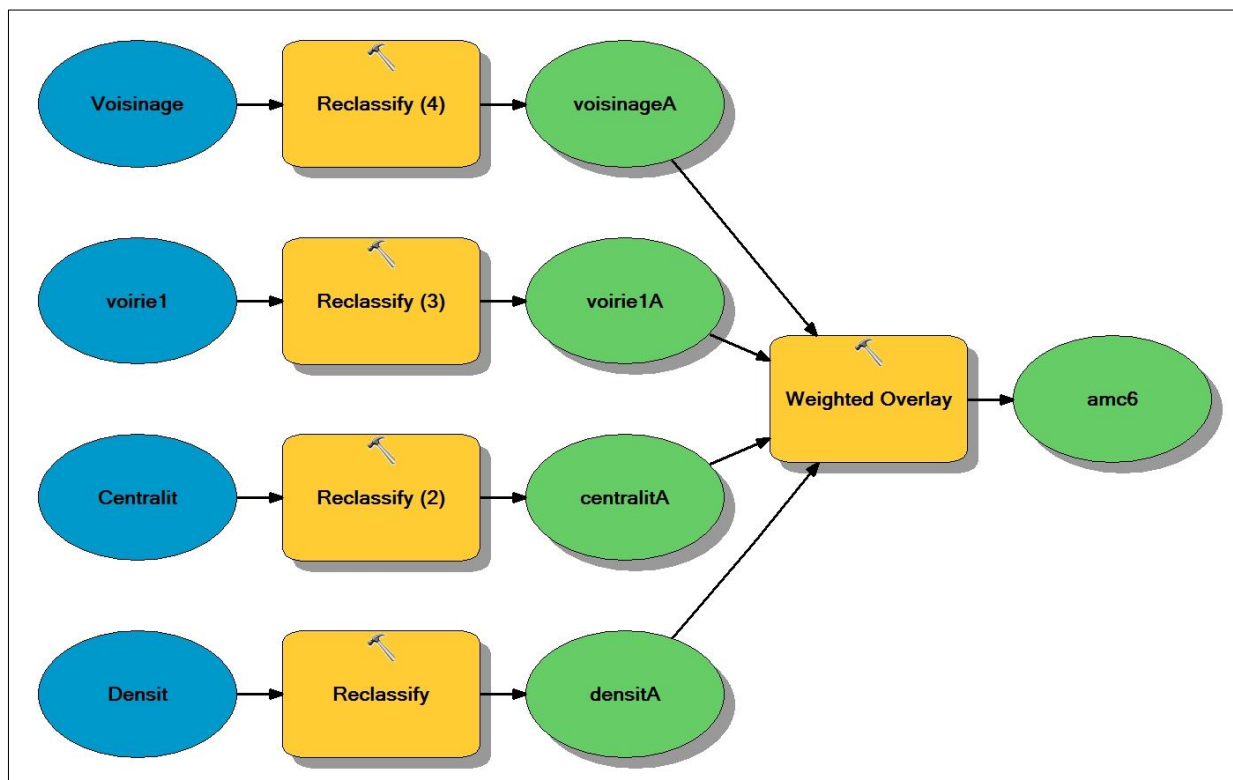 Voisinage
Reclassify (4)
voisinageA
voirie1
Reclassify (3)
voirie1A
Weighted Overlay
amc6
Centralit
Reclassify (2)
centralitA
Densit
Reclassify
densitA